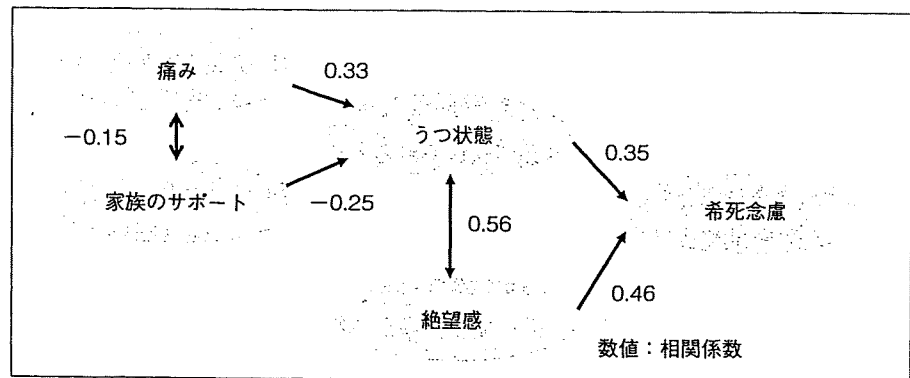 痛み
0.33
−0.15
うつ状態
0.35
家族のサポート
−0.25
希死念慮
0.56
0.46
絶望感
数値：相関係数